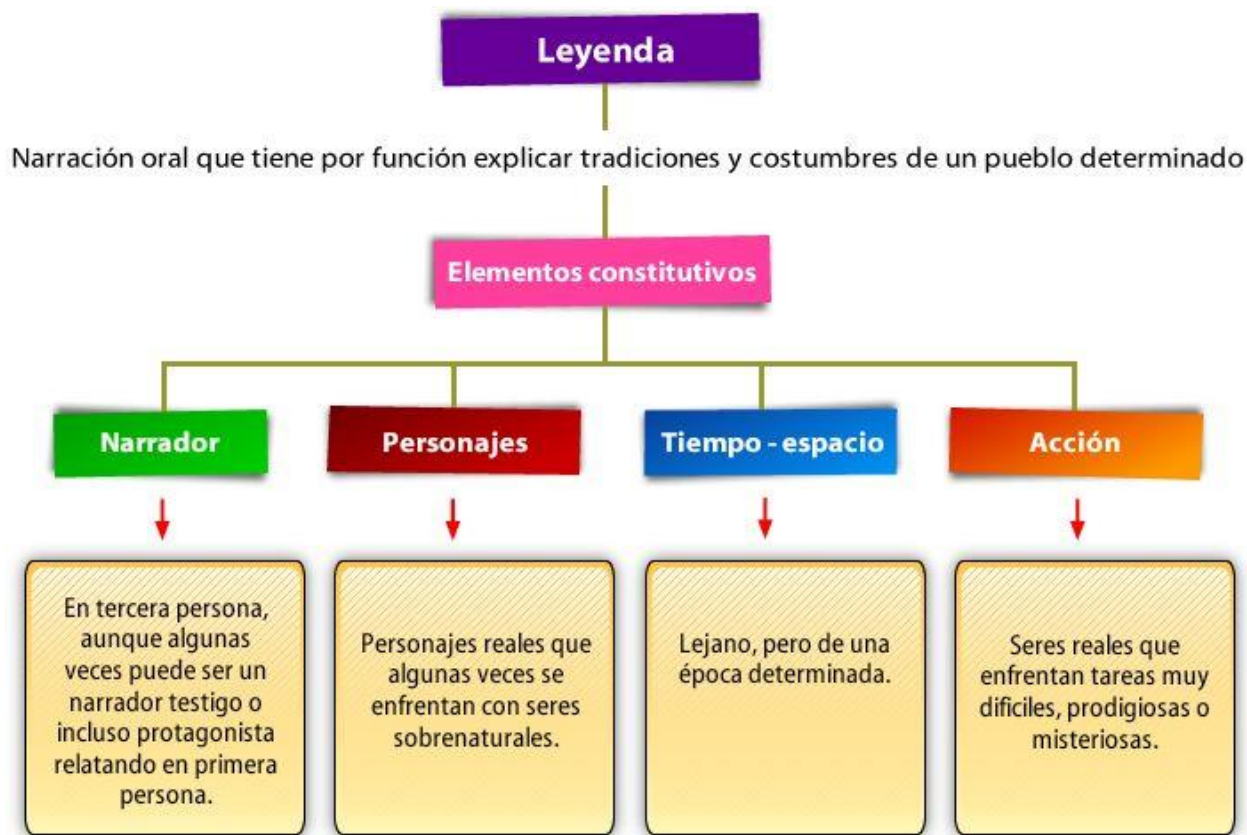 Leyenda
Narración oral que tiene por función explicar tradiciones y costumbres de un pueblo determinado
Elementos constitutivos
Narrador
Personajes
Tiempo - espacio
Acción
En tercera persona,
aunque algunas
veces puede ser un
narrador testigo o
incluso protagonista
relatando en primera
persona.
Personajes reales que
algunas veces se
enfrentan con seres
sobrenaturales.
Lejano, pero de una
época determinada.
Seres reales que
enfrentan tareas muy
dificiles, prodigiosas o
misteriosas.